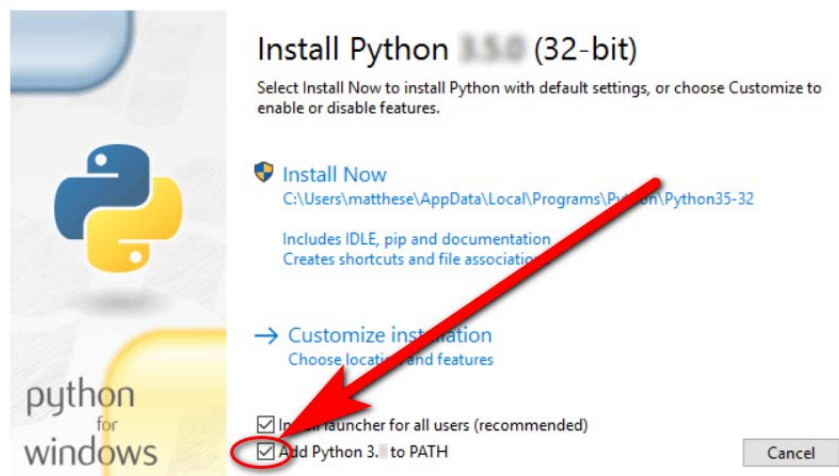 Install Python (32-bit)
Select Install Now to install Python with default settings, or choose Customize to
enable or disable features.
Install Now
C:\Users\matthese\AppData\Local\Programs\Python\Python35-32
Includes IDLE, pip and documentation
Creates shortcuts and file associations
Customize installation
Choose location and features
Install launcher for all users (recommended)
Add Python 3. to PATH
python
for
windows
Cancel